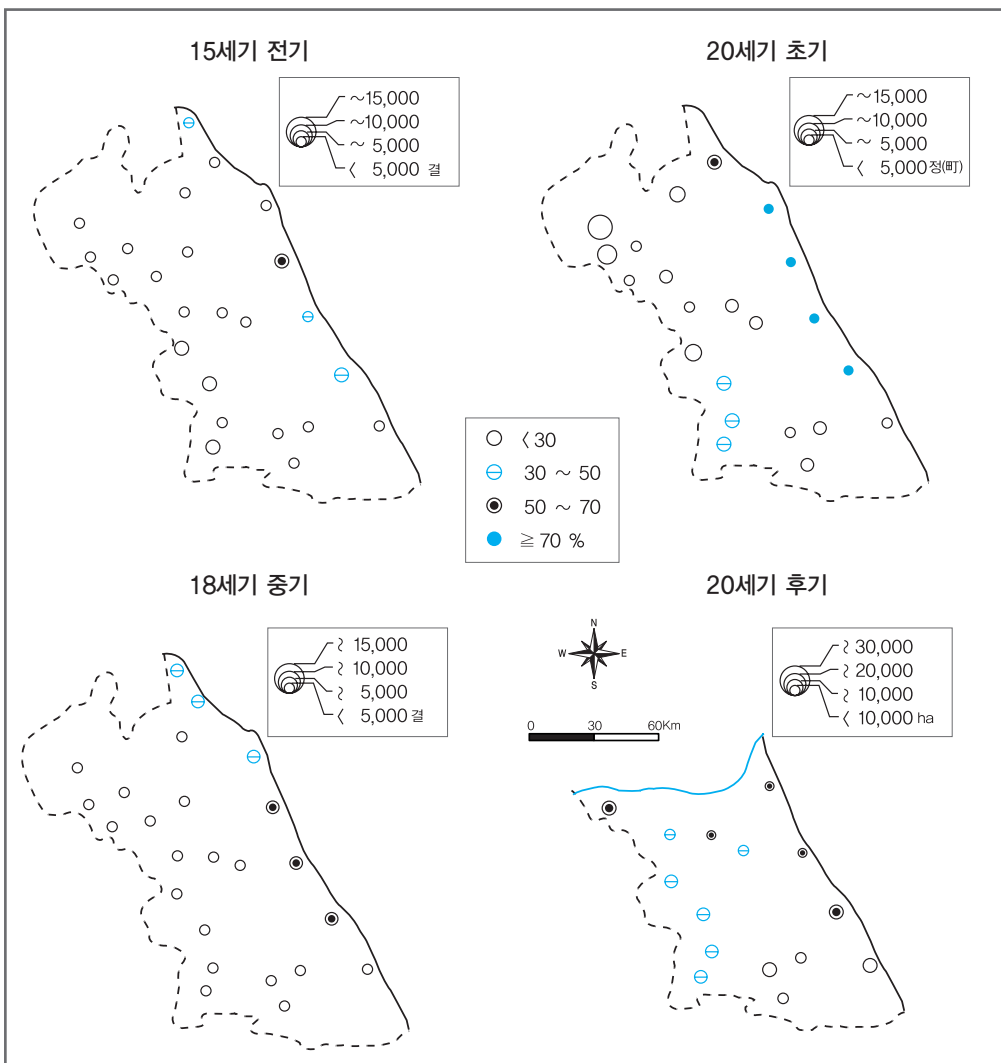 15세기 전기
~15,000
~10,000
~ 5,000
< 5,000 결
20세기 초기
~15,000
~10,000
~ 5,000
< 5,000 정(町)
○ < 30
30 ~ 50
50 ~ 70
≧ 70 %
18세기 중기
~ 15,000
~ 10,000
~ 5,000
< 5,000 결
20세기 후기
N
W E
S
0 30 60Km
~ 30,000
~ 20,000
~ 10,000
< 10,000 ha